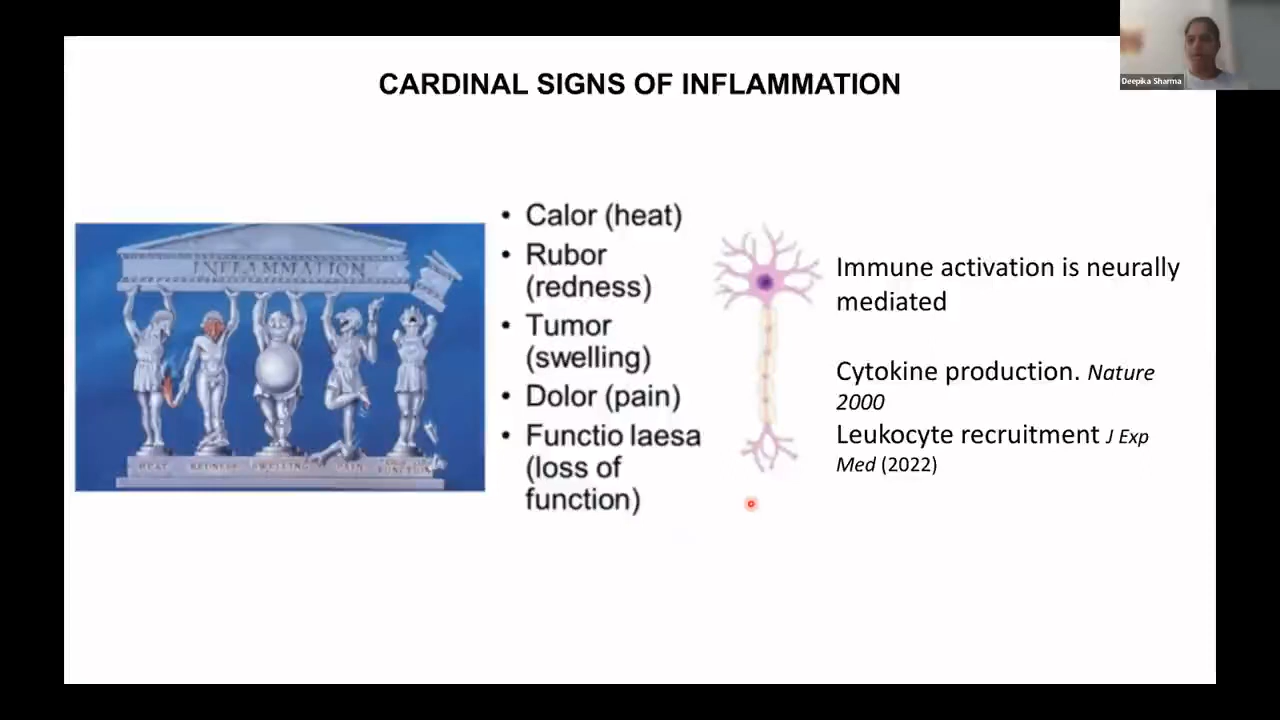 Deepika Sharma
CARDINAL SIGNS OF INFLAMMATION
INFLAMMATION
HEAT REDNESS SWELLING PAIN
FUNCTION
• Calor (heat)
• Rubor
(redness)
• Tumor
(swelling)
• Dolor (pain)
• Functio laesa
(loss of
function)
Immune activation is neurally
mediated
Cytokine production. Nature
2000
Leukocyte recruitment J Exp
Med (2022)